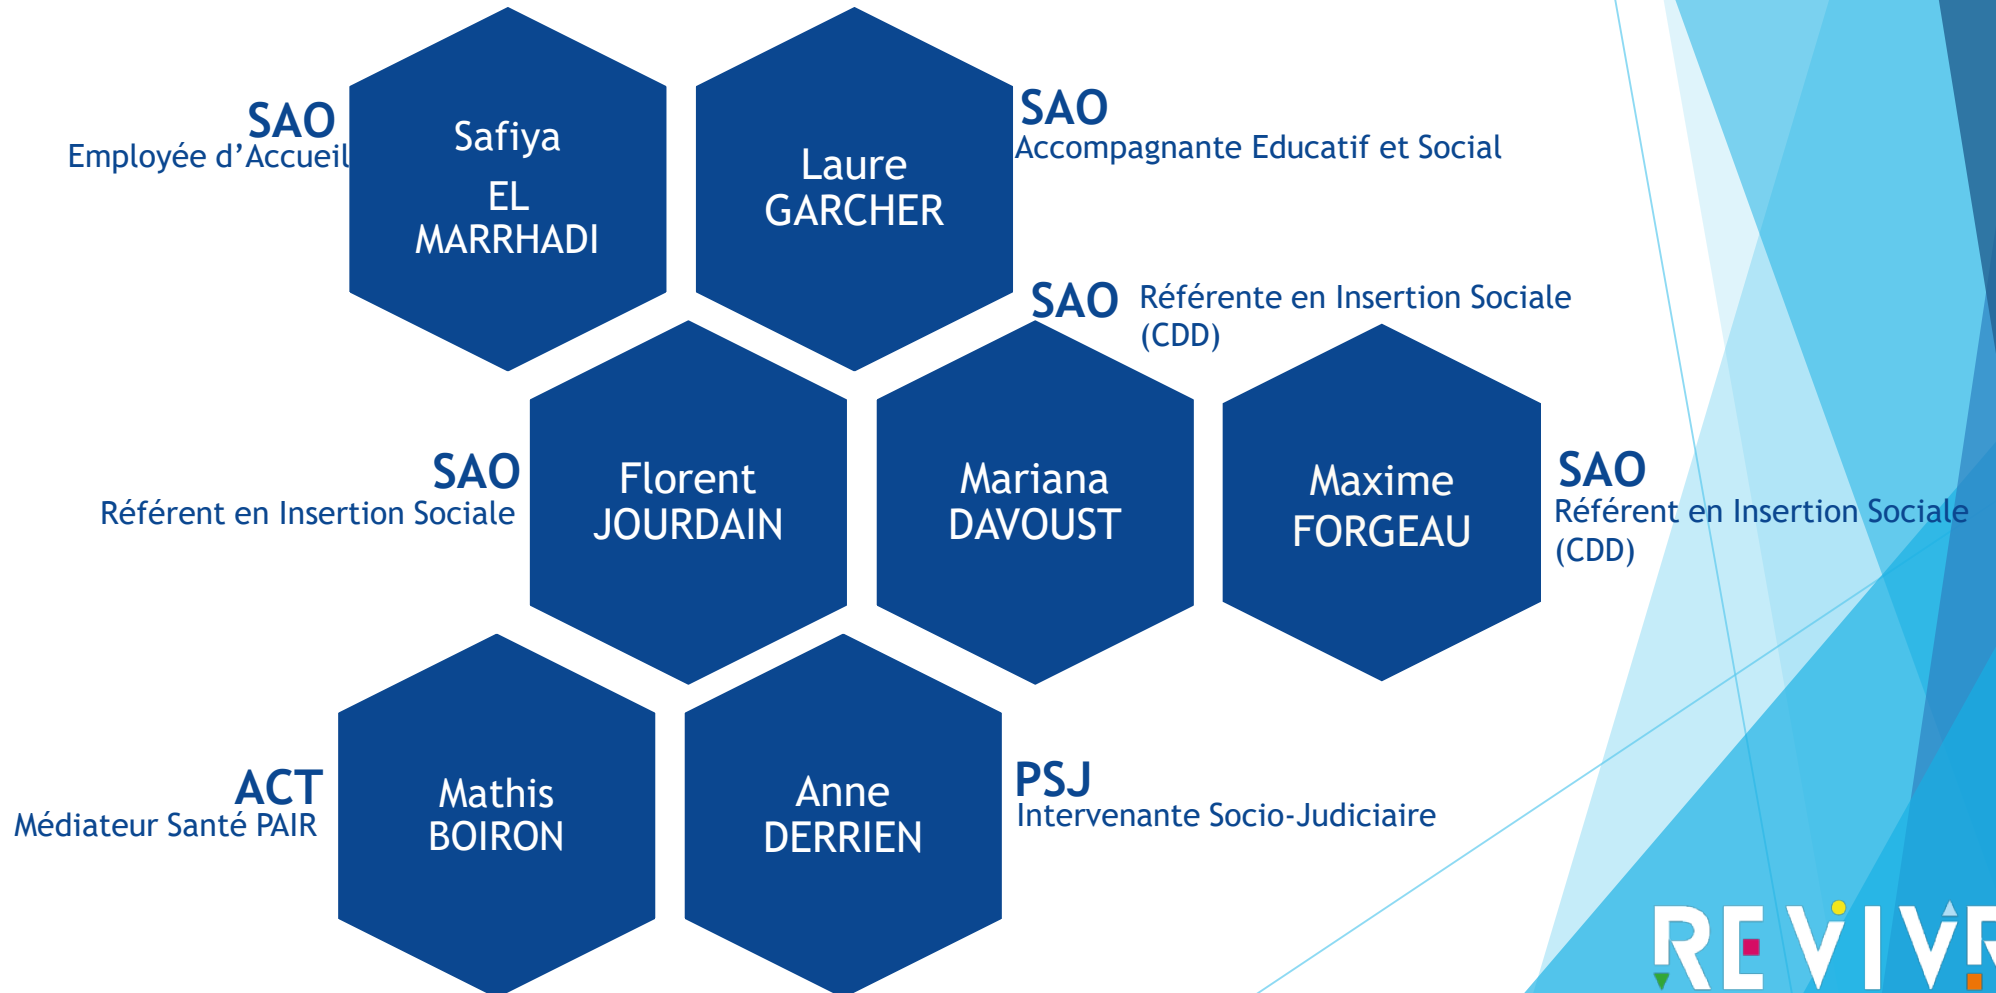 SAO
Employée d'Accueil
Safiya
EL
MARRHADI
Laure
GARCHER
SAO
Accompagnante Educatif et Social
SAO Référente en Insertion Sociale
(CDD)
SAO
Référent en Insertion Sociale
Florent
JOURDAIN
Mariana
DAVOUST
Maxime
FORGEAU
SAO
Référent en Insertion Sociale
(CDD)
ACT
Médiateur Santé PAIR
Mathis
BOIRON
Anne
DERRIEN
PSJ
Intervenante Socio-Judiciaire
REVIVR